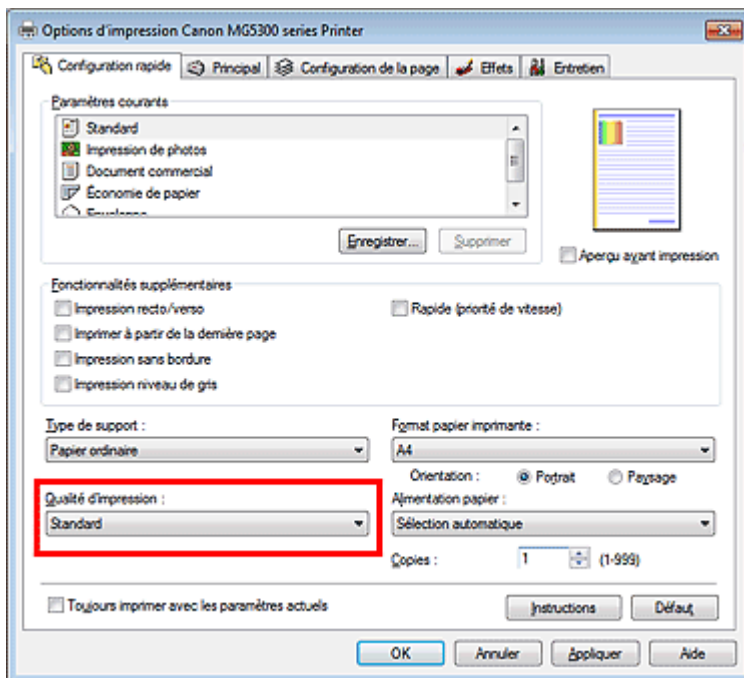 Options d'impression Canon MG5300 series Printer
Configuration rapide
Principal
Configuration de la page
Effets
Entretien
Paramètres courants
Standard
Impression de photos
Document commercial
Économie de papier
Enregistrer...
Supprimer
Aperçu avant impression
Fonctionnalités supplémentaires
Impression recto/verso
Rapide (priorité de vitesse)
Imprimer à partir de la dernière page
Impression sans bordure
Impression niveau de gris
Type de support :
Papier ordinaire
Format papier imprimante :
A4
Orientation :
Portrait
Paysage
Qualité d'impression :
Standard
Alimentation papier :
Sélection automatique
Copies :
1
(1-999)
Toujours imprimer avec les paramètres actuels
Instructions
Défaut
OK
Annuler
Appliquer
Aide